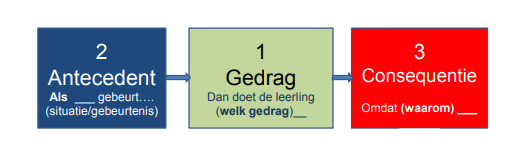 2
Antecedent
Als ___ gebeurt….
(situatie/gebeurtenis)
1
Gedrag
Dan doet de leerling
(welk gedrag)__
3
Consequentie
Omdat (waarom) ___